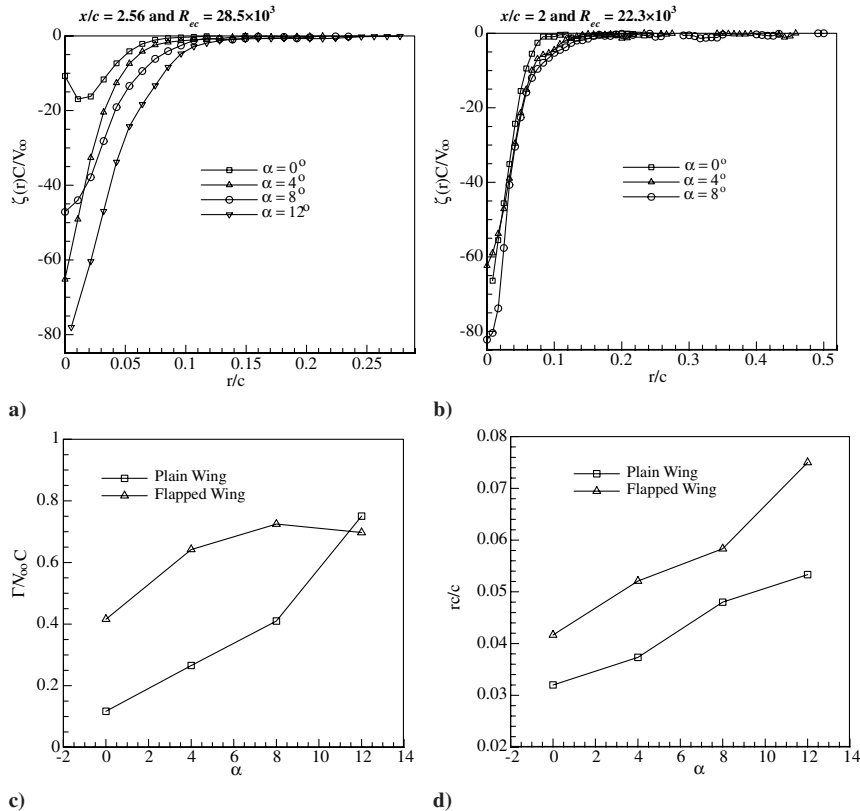 x/c = 2.56 and Rec = 28.5×10³
0
-20
-40
-60
-80
ζ(r)C/V∞
α = 0°
α = 4°
α = 8°
α = 12°
0
0.05
0.1
0.15
0.2
0.25
r/c
a)
x/c = 2 and Rec = 22.3×10³
0
-20
-40
-60
-80
ζ(r)C/V∞
α = 0°
α = 4°
α = 8°
0
0.1
0.2
0.3
0.4
0.5
r/c
b)
1
0.8
0.6
0.4
0.2
0
Γ/V∞C
Plain Wing
Flapped Wing
-2 0 2 4 6 8 10 12 14
α
c)
0.08
0.07
0.06
0.05
0.04
0.03
0.02
rc/c
Plain Wing
Flapped Wing
-2 0 2 4 6 8 10 12 14
α
d)